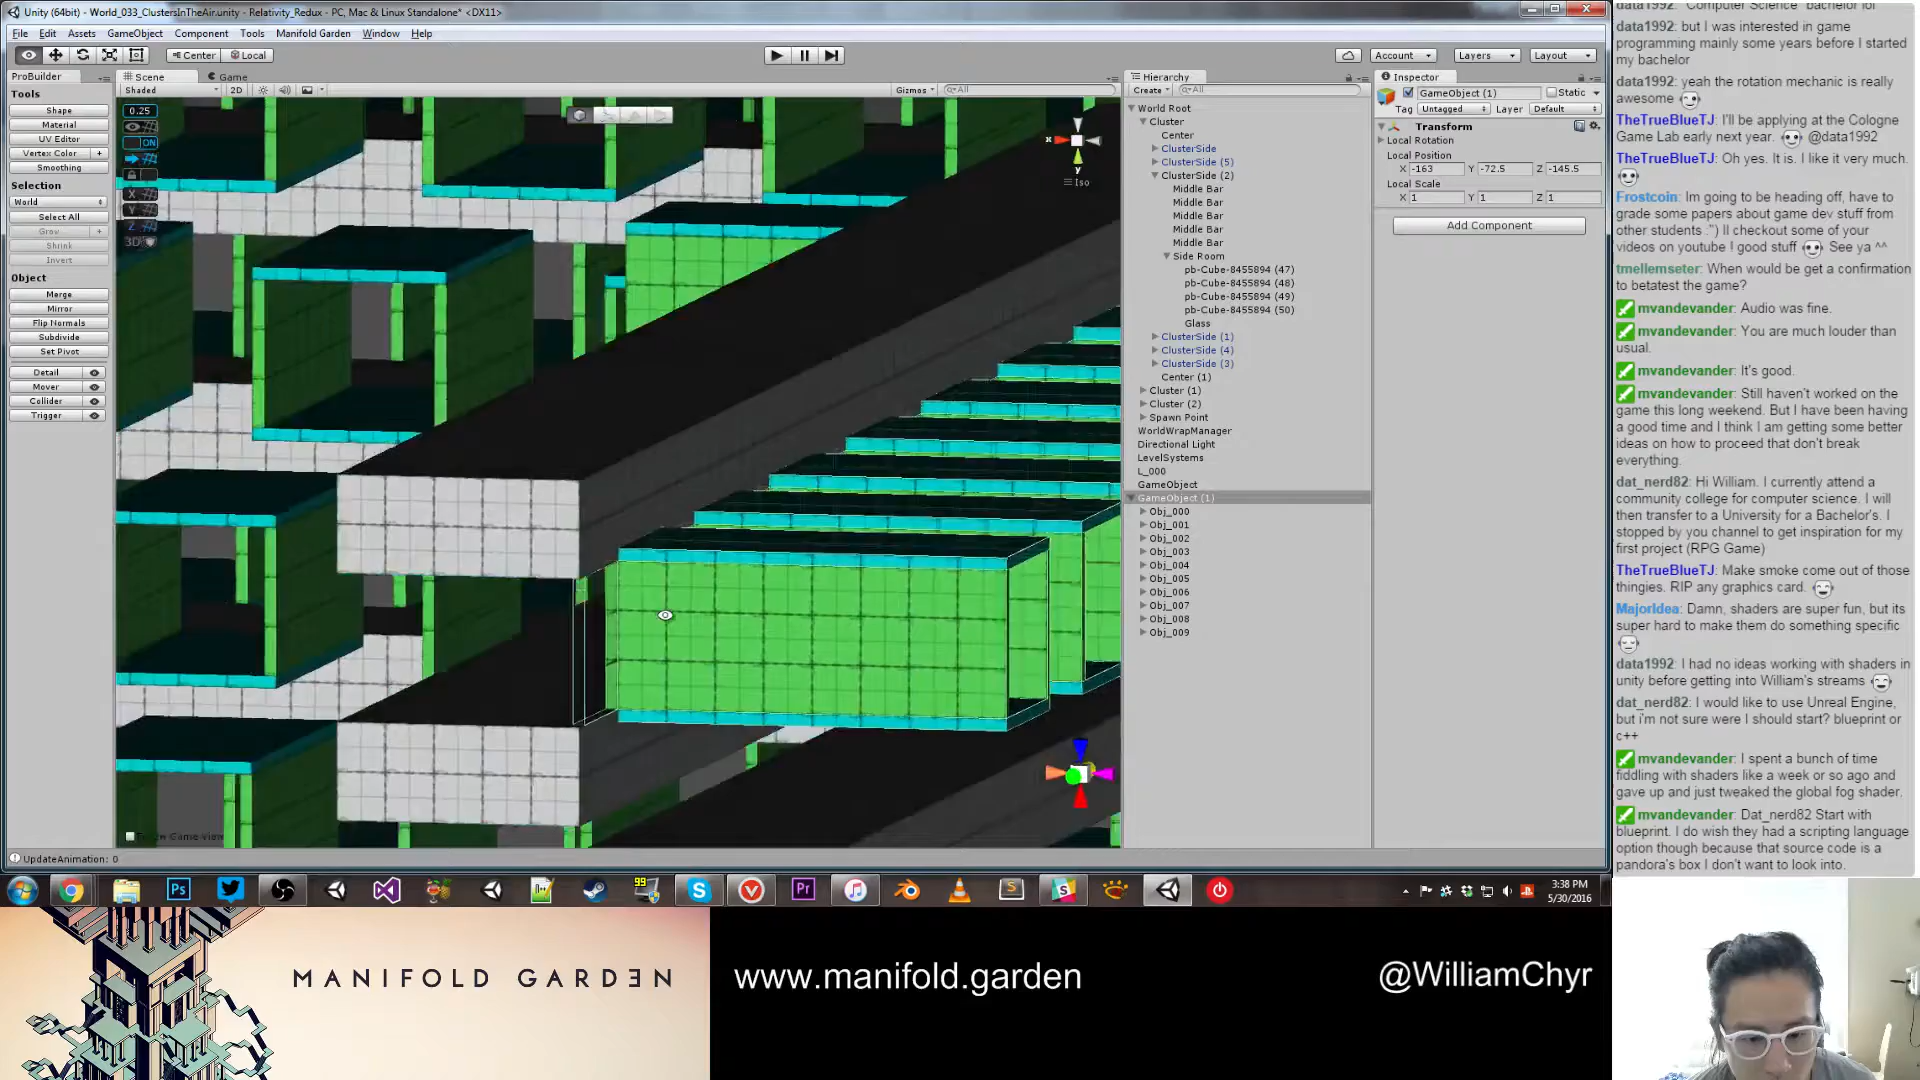 Unity (64bit) - World_033_ClustersInTheAir.unity - Relativity_Redux - PC, Mac & Linux Standalone* <DX11>
File Edit Assets GameObject Component Tools Manifold Garden Window Help
Center Local
Account Layers Layout
ProBuilder
Scene Game
Hierarchy
Inspector
Tools
Shape
Material
UV Editor
Vertex Color +
Smoothing
Selection
World
Select All
Grow +
Shrink
Invert
Object
Merge
Mirror
Flip Normals
Subdivide
Set Pivot
Detail
Mover
Collider
Trigger
Shaded 2D Gizmos All
0.25
ON
X
Y
Z
3D
x
y
Iso
UpdateAnimation: 0
Create All
World Root
Cluster
Center
ClusterSide
ClusterSide (5)
ClusterSide (2)
Middle Bar
Middle Bar
Middle Bar
Middle Bar
Middle Bar
Side Room
pb-Cube-8455894 (47)
pb-Cube-8455894 (48)
pb-Cube-8455894 (49)
pb-Cube-8455894 (50)
Glass
ClusterSide (1)
ClusterSide (4)
ClusterSide (3)
Center (1)
Cluster (1)
Cluster (2)
Spawn Point
WorldWrapManager
Directional Light
LevelSystems
L_000
GameObject
GameObject (1)
Obj_000
Obj_001
Obj_002
Obj_003
Obj_004
Obj_005
Obj_006
Obj_007
Obj_008
Obj_009
GameObject (1) Static
Tag Untagged Layer Default
Transform
Local Rotation
Local Position
X -163 Y -72.5 Z -145.5
Local Scale
X 1 Y 1 Z 1
Add Component
data1992: Computer Science bachelor lol
data1992: but I was interested in game
programming mainly some years before I started
my bachelor
data1992: yeah the rotation mechanic is really
awesome
TheTrueBlueTJ: I'll be applying at the Cologne
Game Lab early next year. @data1992
TheTrueBlueTJ: Oh yes. It is. I like it very much.
Frostcoin: Im going to be heading off, have to
grade some papers about game dev stuff from
other students :") Il checkout some of your
videos on youtube ! good stuff See ya ^^
tmellemseter: When would be get a confirmation
to betatest the game?
mvandevander: Audio was fine.
mvandevander: You are much louder than
usual.
mvandevander: It's good.
mvandevander: Still haven't worked on the
game this long weekend. But I have been having
a good time and I think I am getting some better
ideas on how to proceed that don't break
everything.
dat_nerd82: Hi William. I currently attend a
community college for computer science. I will
then transfer to a University for a Bachelor's. I
stopped by you channel to get inspiration for my
first project (RPG Game)
TheTrueBlueTJ: Make smoke come out of those
thingies. RIP any graphics card.
MajorIdea: Damn, shaders are super fun, but its
super hard to make them do something specific
data1992: I had no ideas working with shaders in
unity before getting into William's streams
dat_nerd82: I would like to use Unreal Engine,
but i'm not sure were I should start? blueprint or
c++
mvandevander: I spent a bunch of time
fiddling with shaders like a week or so ago and
gave up and just tweaked the global fog shader.
mvandevander: Dat_nerd82 Start with
blueprint. I do wish they had a scripting language
option though because that source code is a
pandora's box I don't want to look into.
Ps 99 S V Pr S
3:38 PM
5/30/2016
MANIFOLD GARDEN
www.manifold.garden
@WilliamChyr